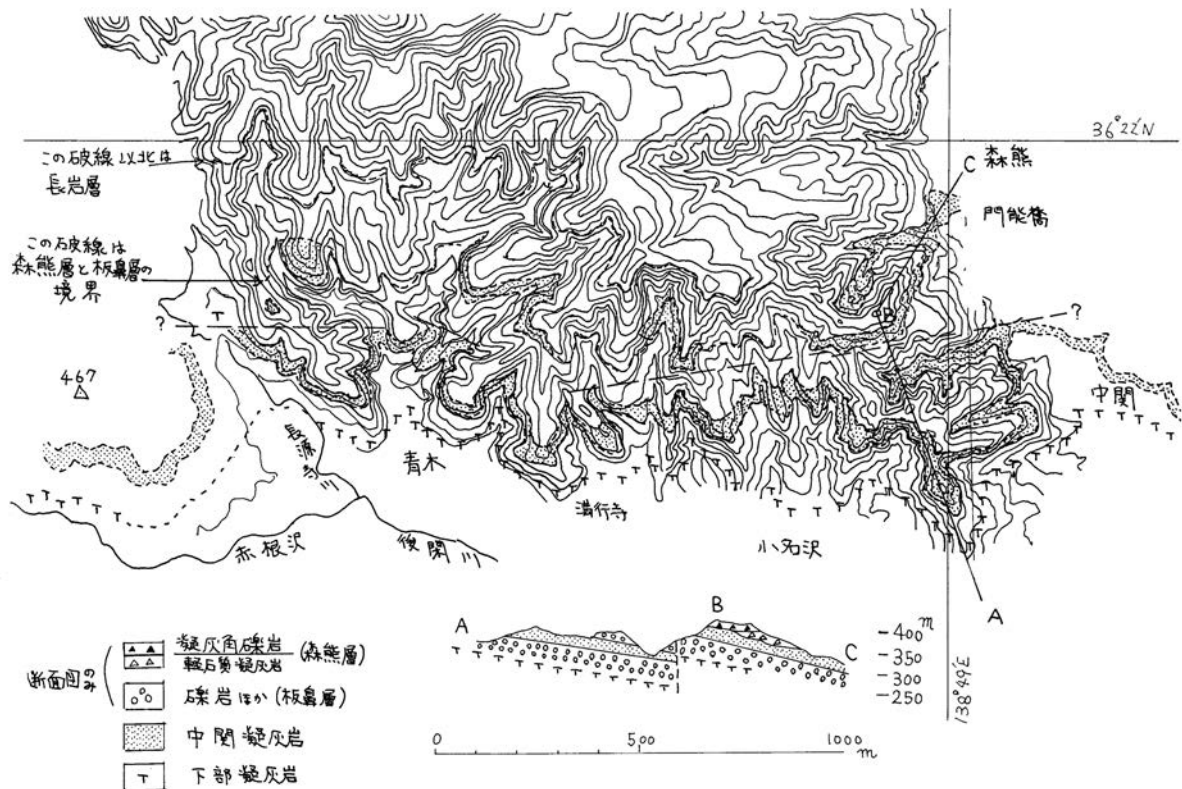 36°22′N
この破線以北は
長岩層
森熊
C
門能橋
この破線は
森熊層と板鼻層の
境界
?
?
B
T
467
中関
長源寺川
青木
満行寺
赤根沢
後閑川
小名沢
A
138°49′E
A
B
C
400m
350
300
250
断面図のみ
凝灰角礫岩
軽石質凝灰岩
(森熊層)
礫岩ほか(板鼻層)
中関凝灰岩
T 下部凝灰岩
0 500 1000
m